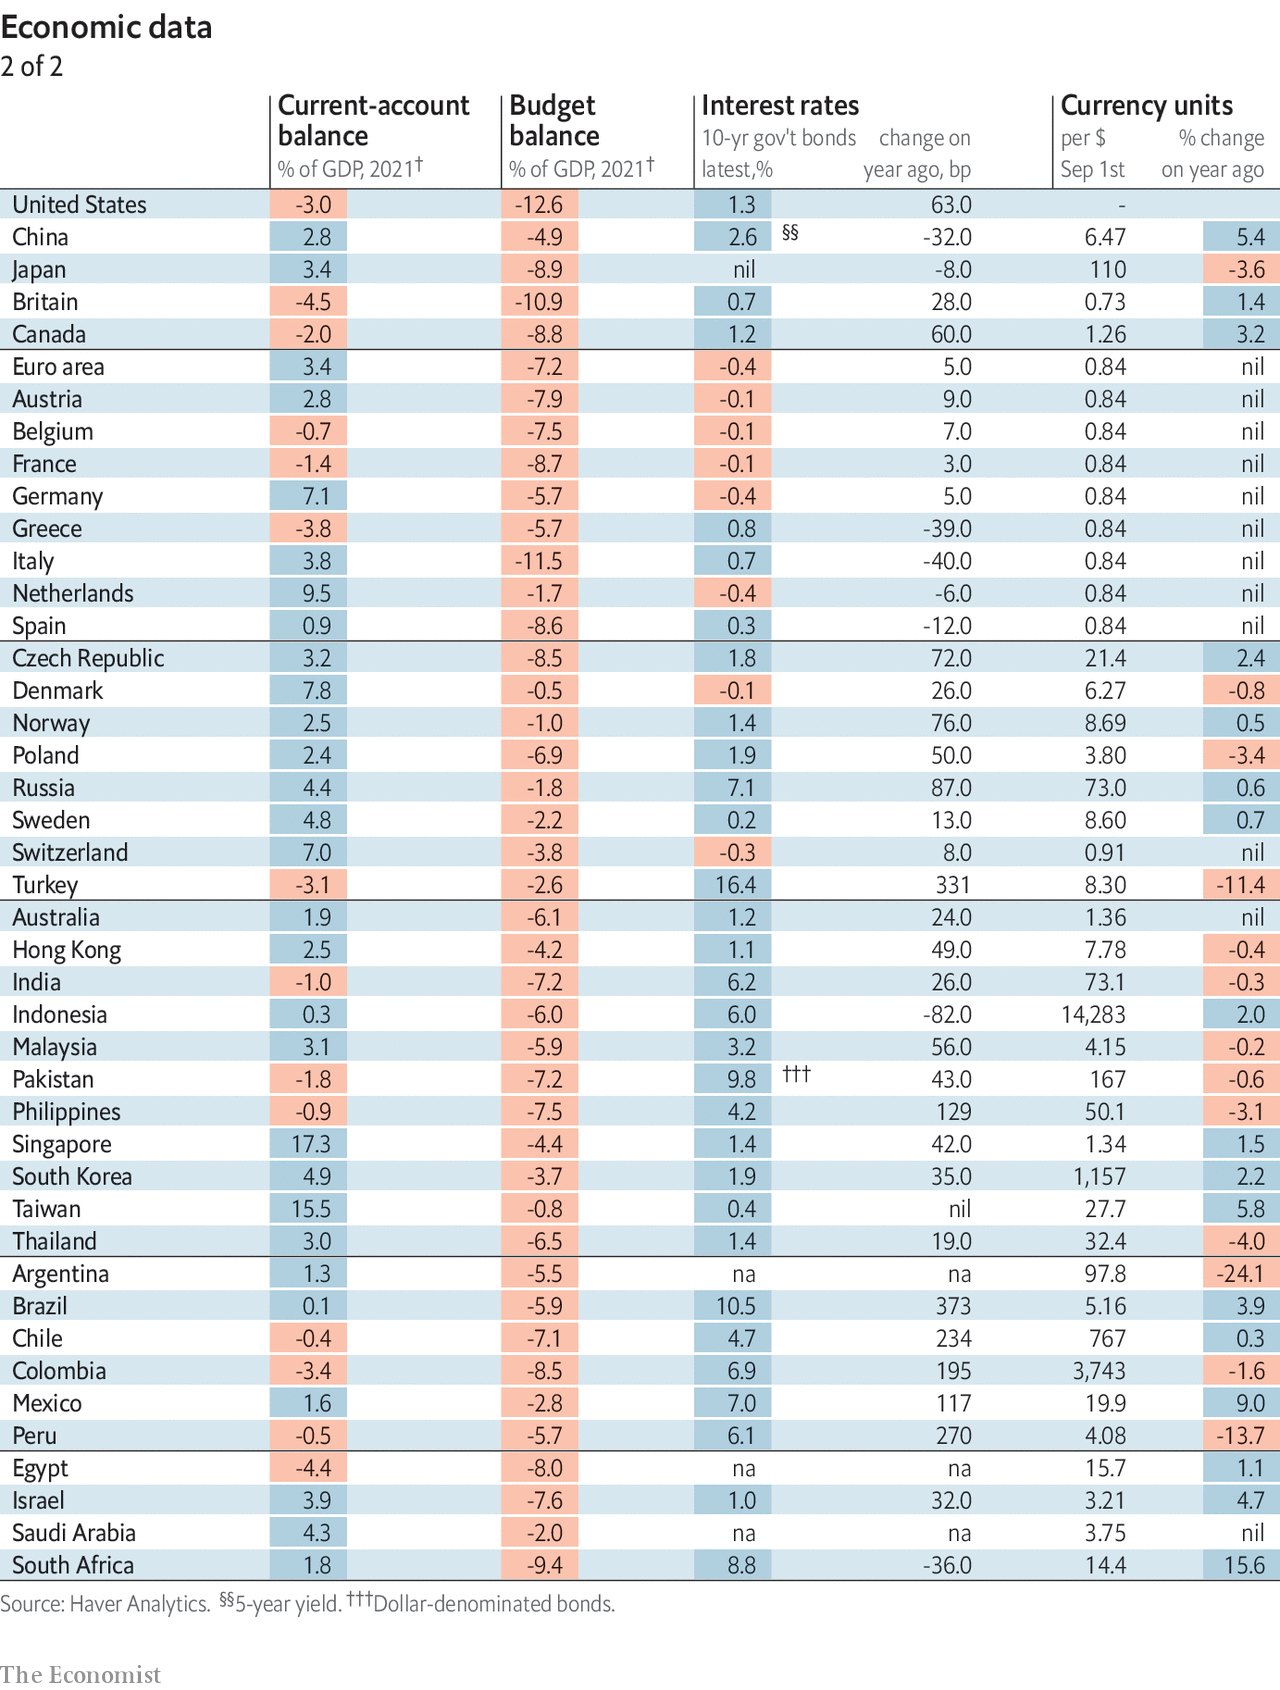 Economic data
2 of 2
Current-account Budget Interest rates Currency units
balance balance 10-yr gov't bonds change on per $ % change
% of GDP, 2021† % of GDP, 2021† latest,% year ago, bp Sep 1st on year ago
United States -3.0 -12.6 1.3 63.0 -
China 2.8 -4.9 2.6 §§ -32.0 6.47 5.4
Japan 3.4 -8.9 nil -8.0 110 -3.6
Britain -4.5 -10.9 0.7 28.0 0.73 1.4
Canada -2.0 -8.8 1.2 60.0 1.26 3.2
Euro area 3.4 -7.2 -0.4 5.0 0.84 nil
Austria 2.8 -7.9 -0.1 9.0 0.84 nil
Belgium -0.7 -7.5 -0.1 7.0 0.84 nil
France -1.4 -8.7 -0.1 3.0 0.84 nil
Germany 7.1 -5.7 -0.4 5.0 0.84 nil
Greece -3.8 -5.7 0.8 -39.0 0.84 nil
Italy 3.8 -11.5 0.7 -40.0 0.84 nil
Netherlands 9.5 -1.7 -0.4 -6.0 0.84 nil
Spain 0.9 -8.6 0.3 -12.0 0.84 nil
Czech Republic 3.2 -8.5 1.8 72.0 21.4 2.4
Denmark 7.8 -0.5 -0.1 26.0 6.27 -0.8
Norway 2.5 -1.0 1.4 76.0 8.69 0.5
Poland 2.4 -6.9 1.9 50.0 3.80 -3.4
Russia 4.4 -1.8 7.1 87.0 73.0 0.6
Sweden 4.8 -2.2 0.2 13.0 8.60 0.7
Switzerland 7.0 -3.8 -0.3 8.0 0.91 nil
Turkey -3.1 -2.6 16.4 331 8.30 -11.4
Australia 1.9 -6.1 1.2 24.0 1.36 nil
Hong Kong 2.5 -4.2 1.1 49.0 7.78 -0.4
India -1.0 -7.2 6.2 26.0 73.1 -0.3
Indonesia 0.3 -6.0 6.0 -82.0 14,283 2.0
Malaysia 3.1 -5.9 3.2 56.0 4.15 -0.2
Pakistan -1.8 -7.2 9.8 ††† 43.0 167 -0.6
Philippines -0.9 -7.5 4.2 129 50.1 -3.1
Singapore 17.3 -4.4 1.4 42.0 1.34 1.5
South Korea 4.9 -3.7 1.9 35.0 1,157 2.2
Taiwan 15.5 -0.8 0.4 nil 27.7 5.8
Thailand 3.0 -6.5 1.4 19.0 32.4 -4.0
Argentina 1.3 -5.5 na na 97.8 -24.1
Brazil 0.1 -5.9 10.5 373 5.16 3.9
Chile -0.4 -7.1 4.7 234 767 0.3
Colombia -3.4 -8.5 6.9 195 3,743 -1.6
Mexico 1.6 -2.8 7.0 117 19.9 9.0
Peru -0.5 -5.7 6.1 270 4.08 -13.7
Egypt -4.4 -8.0 na na 15.7 1.1
Israel 3.9 -7.6 1.0 32.0 3.21 4.7
Saudi Arabia 4.3 -2.0 na na 3.75 nil
South Africa 1.8 -9.4 8.8 -36.0 14.4 15.6
Source: Haver Analytics. §§5-year yield. †††Dollar-denominated bonds.
The Economist